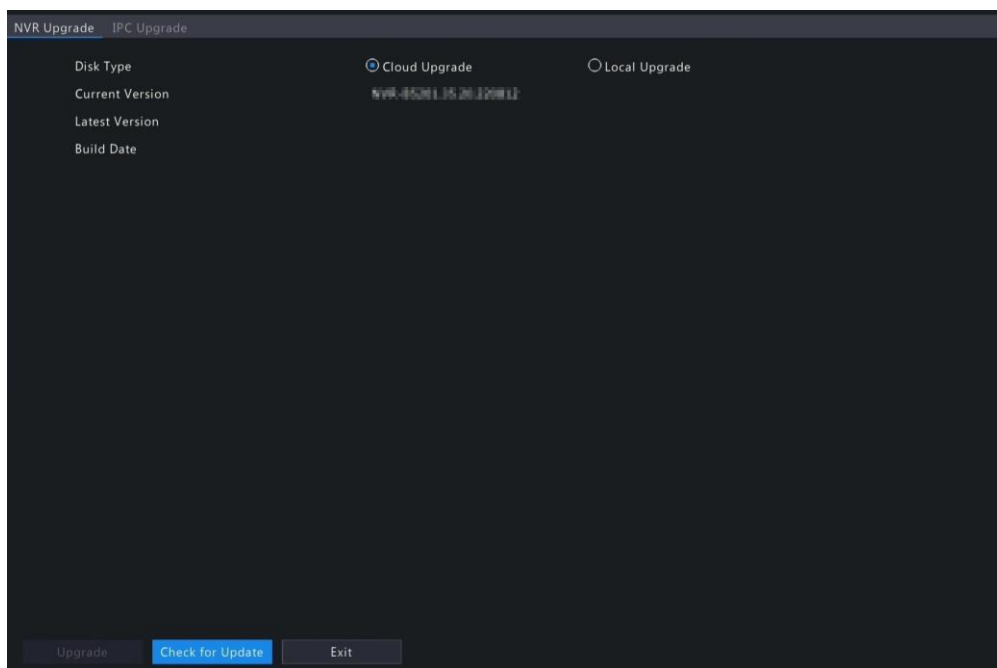 NVR Upgrade IPC Upgrade
Disk Type Cloud Upgrade Local Upgrade
Current Version
Latest Version
Build Date
Upgrade Check for Update Exit